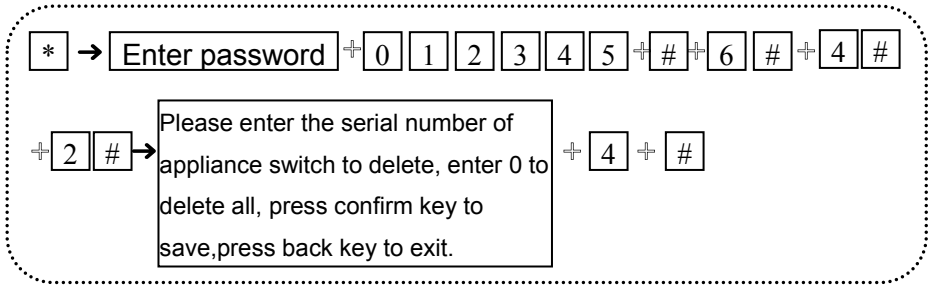 * → Enter password + 0 1 2 3 4 5 + # + 6 # + 4 #
+ 2 # → Please enter the serial number of
appliance switch to delete, enter 0 to + 4 + #
delete all, press confirm key to
save,press back key to exit.